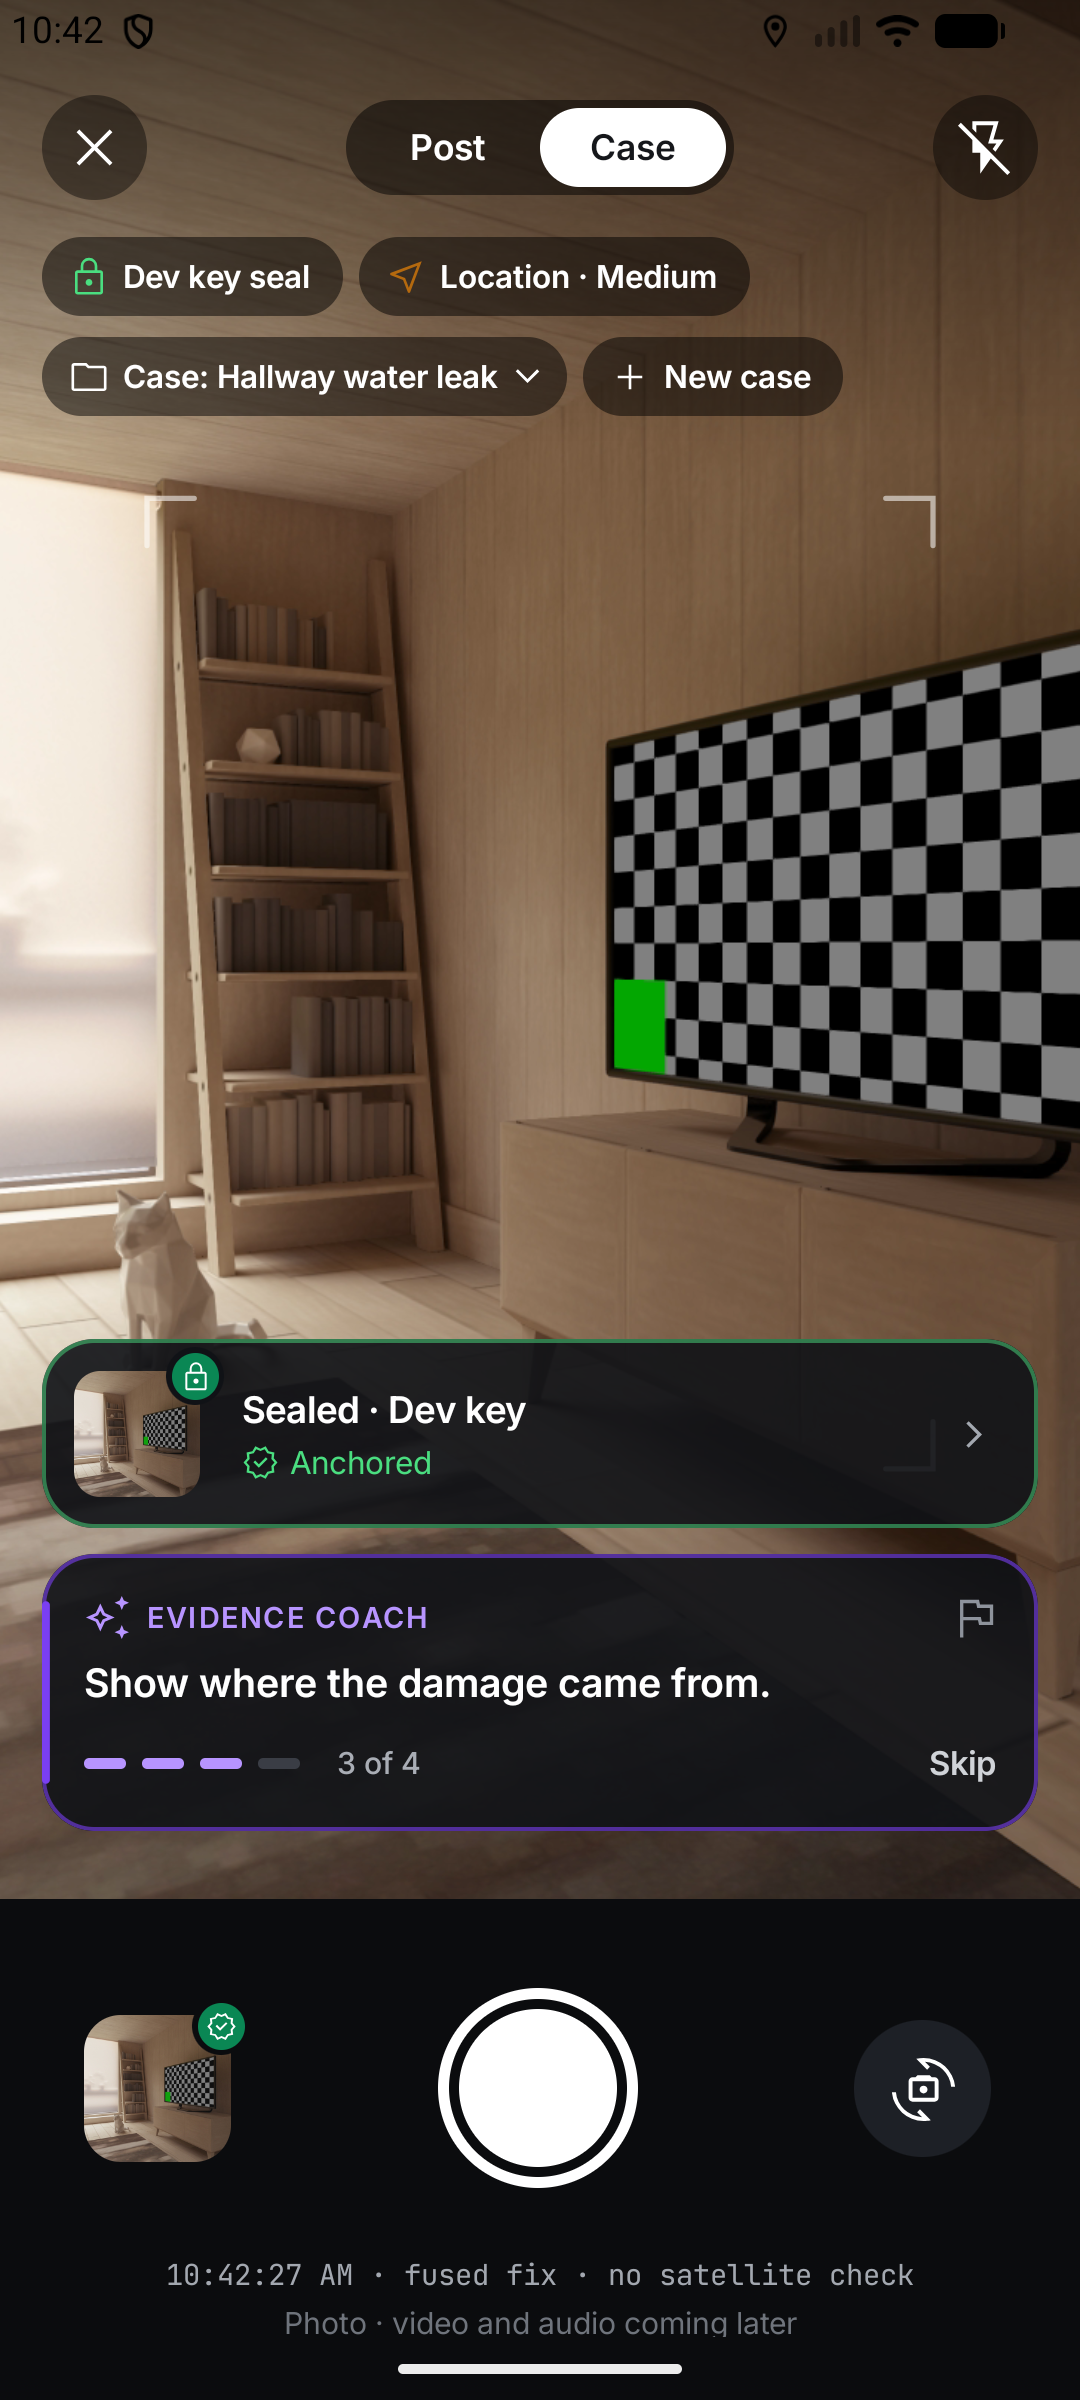 10:42
Post
Case
Dev key seal
Location · Medium
Case: Hallway water leak
New case
Sealed · Dev key
Anchored
EVIDENCE COACH
Show where the damage came from.
3 of 4
Skip
10:42:27 AM · fused fix · no satellite check
Photo · video and audio coming later